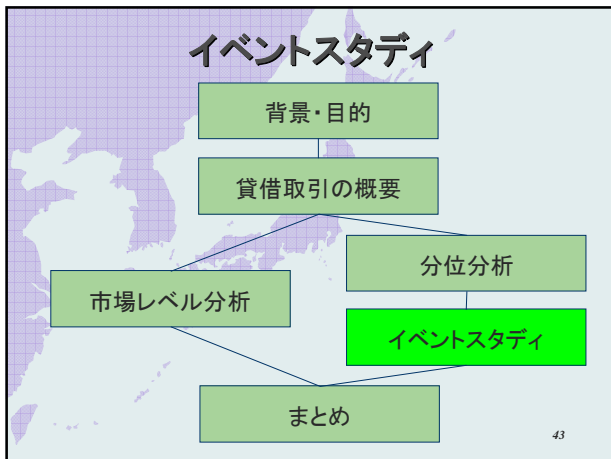 イベントスタディ
背景・目的
貸借取引の概要
分位分析
市場レベル分析
イベントスタディ
まとめ
43